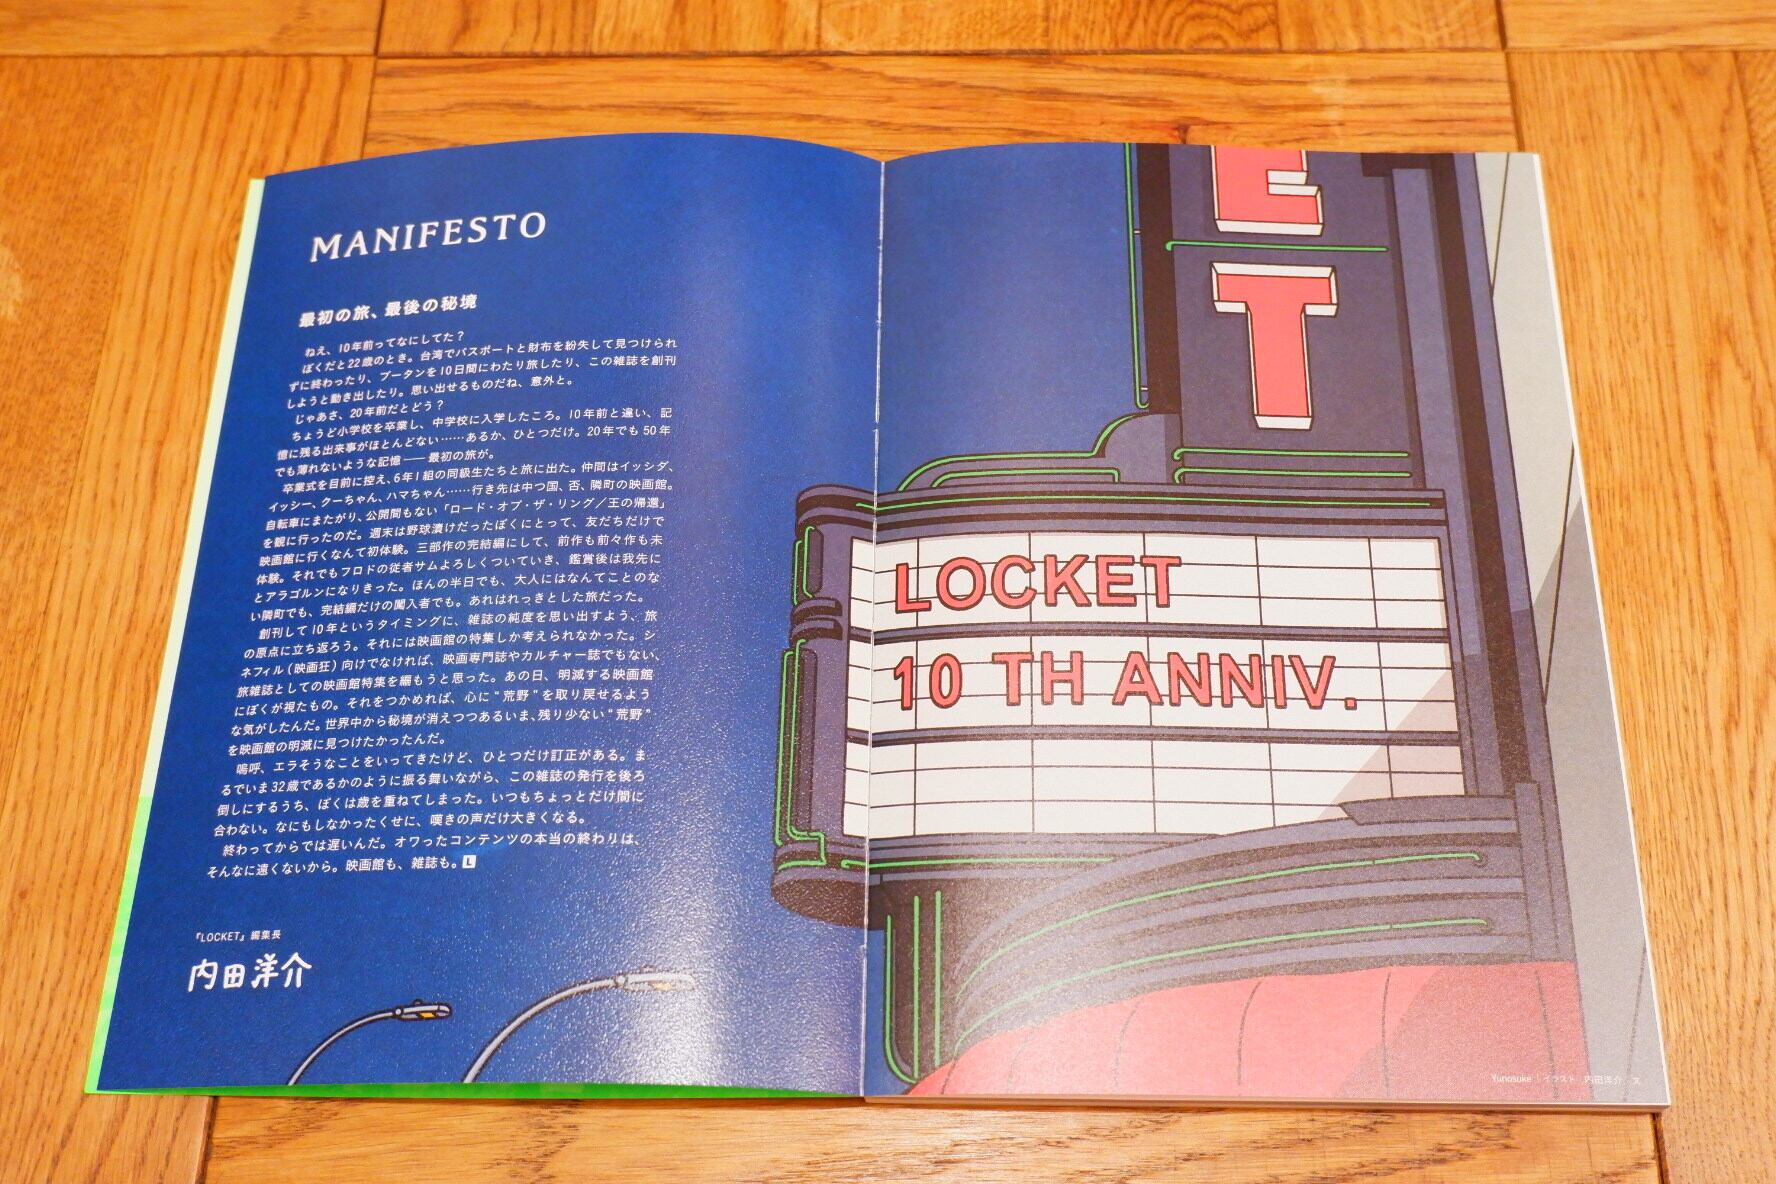 MANIFESTO
最初の旅、最後の秘境
ねえ、10年前ってなにしてた？
ぼくだと22歳のとき。台湾でパスポートと財布を紛失して見つけられ
ずに終わったり、ブータンを10日間にわたり旅したり、この雑誌を創刊
しようと動き出したり。思い出せるものだね、意外と。
じゃあさ、20年前だとどう？
ちょうど小学校を卒業し、中学校に入学したころ。10年前と違い、記
憶に残る出来事がほとんどない……あるか、ひとつだけ。20年でも50年
でも薄れないような記憶――最初の旅が。
卒業式を目前に控え、6年1組の同級生たちと旅に出た。仲間はイッシダ、
イッシー、クーちゃん、ハマちゃん……行き先は中つ国、否、隣町の映画館。
自転車にまたがり、公開間もない「ロード・オブ・ザ・リング／王の帰還」
を観に行ったのだ。週末は野球漬けだったぼくにとって、友だちだけで
映画館に行くなんて初体験。三部作の完結編にして、前作も前々作も未
体験。それでもフロドの従者サムよろしくついていき、鑑賞後は我先に
とアラゴルンになりきった。ほんの半日でも、大人にはなんてことのな
い隣町でも、完結編だけの闖入者でも。あれはれっきとした旅だった。
創刊して10年というタイミングに、雑誌の純度を思い出すよう、旅
の原点に立ち返ろう。それには映画館の特集しか考えられなかった。シ
ネフィル（映画狂）向けでなければ、映画専門誌やカルチャー誌でもない、
旅雑誌としての映画館特集を編もうと思った。あの日、明滅する映画館
にぼくが視たもの。それをつかめれば、心に“荒野”を取り戻せるよう
な気がしたんだ。世界中から秘境が消えつつあるいま、残り少ない“荒野”
を映画館の明滅に見つけたかったんだ。
嗚呼、エラそうなことをいってきたけど、ひとつだけ訂正がある。ま
るでいま32歳であるかのように振る舞いながら、この雑誌の発行を後ろ
倒しにするうち、ぼくは歳を重ねてしまった。いつもちょっとだけ間に
合わない。なにもしなかったくせに、嘆きの声だけ大きくなる。
終わってからでは遅いんだ。オワったコンテンツの本当の終わりは、
そんなに遠くないから。映画館も、雑誌も。L
『LOCKET』編集長
内田洋介
ET
LOCKET
10 TH ANNIV.
Yunosuke｜イラスト 内田洋介｜文